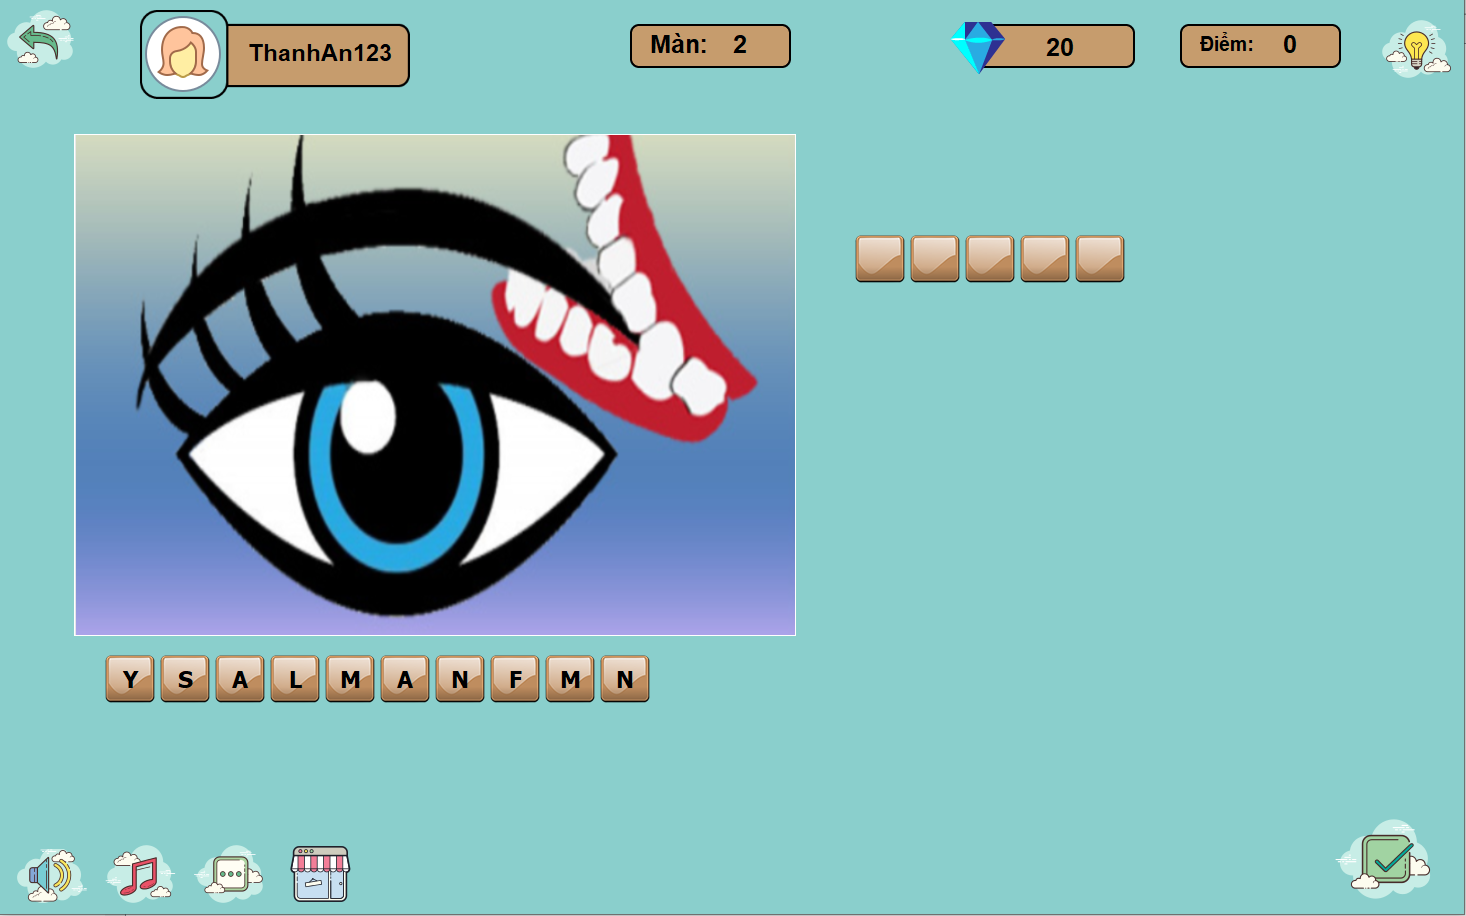 ThanhAn123
Màn: 2
20
Điểm: 0
Y S A L M A N F M N